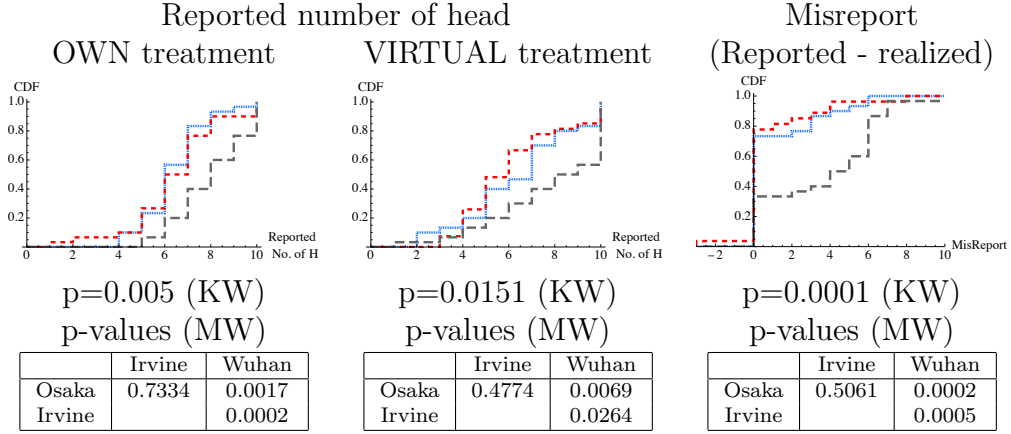 Reported number of head
Misreport
OWN treatment
VIRTUAL treatment
(Reported - realized)
CDF
1.0
0.8
0.6
0.4
0.2
0 2 4 6 8 10
Reported
No. of H
CDF
1.0
0.8
0.6
0.4
0.2
0 2 4 6 8 10
Reported
No. of H
CDF
1.0
0.8
0.6
0.4
0.2
−2 0 2 4 6 8 10
MisReport
p=0.005 (KW)
p-values (MW)
p=0.0151 (KW)
p-values (MW)
p=0.0001 (KW)
p-values (MW)
Irvine Wuhan
Osaka 0.7334 0.0017
Irvine 0.0002
Irvine Wuhan
Osaka 0.4774 0.0069
Irvine 0.0264
Irvine Wuhan
Osaka 0.5061 0.0002
Irvine 0.0005